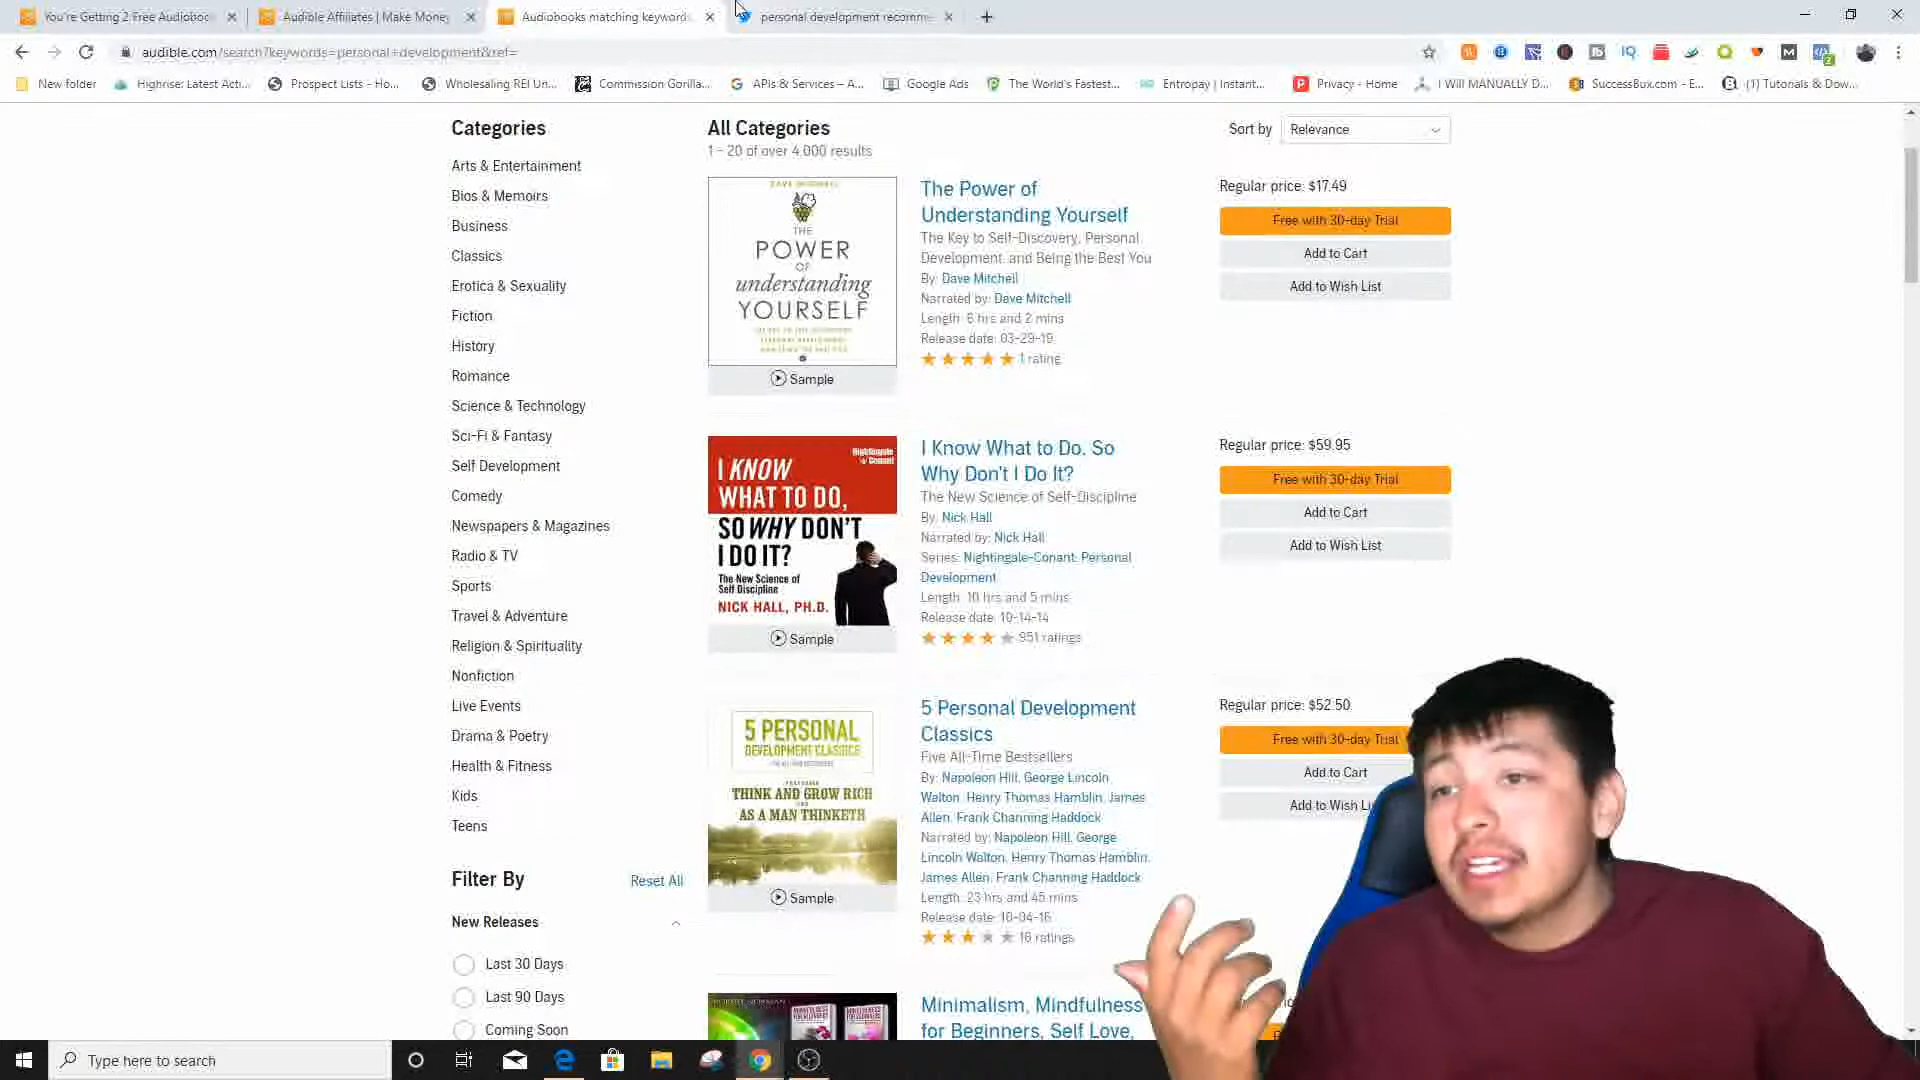 You're Getting 2 Free Audioboo
Audible Affiliates | Make Money
Audiobooks matching keywords
personal development recomm
audible.com/search?keywords=personal+development&ref=
New folder
Highrise: Latest Acti...
Prospect Lists - Ho...
Wholesaling REI Un...
Commission Gorilla...
APIs & Services – A...
Google Ads
The World's Fastest...
Entropay | Instant...
Privacy - Home
I Will MANUALLY D...
SuccessBux.com - E...
(1) Tutorials & Dow...
Categories
Arts & Entertainment
Bios & Memoirs
Business
Classics
Erotica & Sexuality
Fiction
History
Romance
Science & Technology
Sci-Fi & Fantasy
Self Development
Comedy
Newspapers & Magazines
Radio & TV
Sports
Travel & Adventure
Religion & Spirituality
Nonfiction
Live Events
Drama & Poetry
Health & Fitness
Kids
Teens
Filter By
Reset All
New Releases
Last 30 Days
Last 90 Days
Coming Soon
All Categories
1 - 20 of over 4,000 results
Sort by
Relevance
DAVE MITCHELL
THE
POWER
OF
understanding
YOURSELF
Sample
The Power of
Understanding Yourself
The Key to Self-Discovery, Personal
Development, and Being the Best You
By: Dave Mitchell
Narrated by: Dave Mitchell
Length: 6 hrs and 2 mins
Release date: 03-29-19
1 rating
Regular price: $17.49
Free with 30-day Trial
Add to Cart
Add to Wish List
Nightingale
Conant
I KNOW
WHAT TO DO,
SO WHY DON'T
I DO IT?
The New Science of
Self Discipline
NICK HALL, PH.D.
Sample
I Know What to Do, So
Why Don't I Do It?
The New Science of Self-Discipline
By: Nick Hall
Narrated by: Nick Hall
Series: Nightingale-Conant: Personal
Development
Length: 10 hrs and 5 mins
Release date: 10-14-14
951 ratings
Regular price: $59.95
Free with 30-day Trial
Add to Cart
Add to Wish List
5 PERSONAL
DEVELOPMENT CLASSICS
THINK AND GROW RICH
AS A MAN THINKETH
Sample
5 Personal Development
Classics
Five All-Time Bestsellers
By: Napoleon Hill, George Lincoln
Walton, Henry Thomas Hamblin, James
Allen, Frank Channing Haddock
Narrated by: Napoleon Hill, George
Lincoln Walton, Henry Thomas Hamblin,
James Allen, Frank Channing Haddock
Length: 23 hrs and 45 mins
Release date: 10-04-16
16 ratings
Regular price: $52.50
Free with 30-day Trial
Add to Cart
Add to Wish Li
Minimalism, Mindfulness
for Beginners, Self Love,
Type here to search